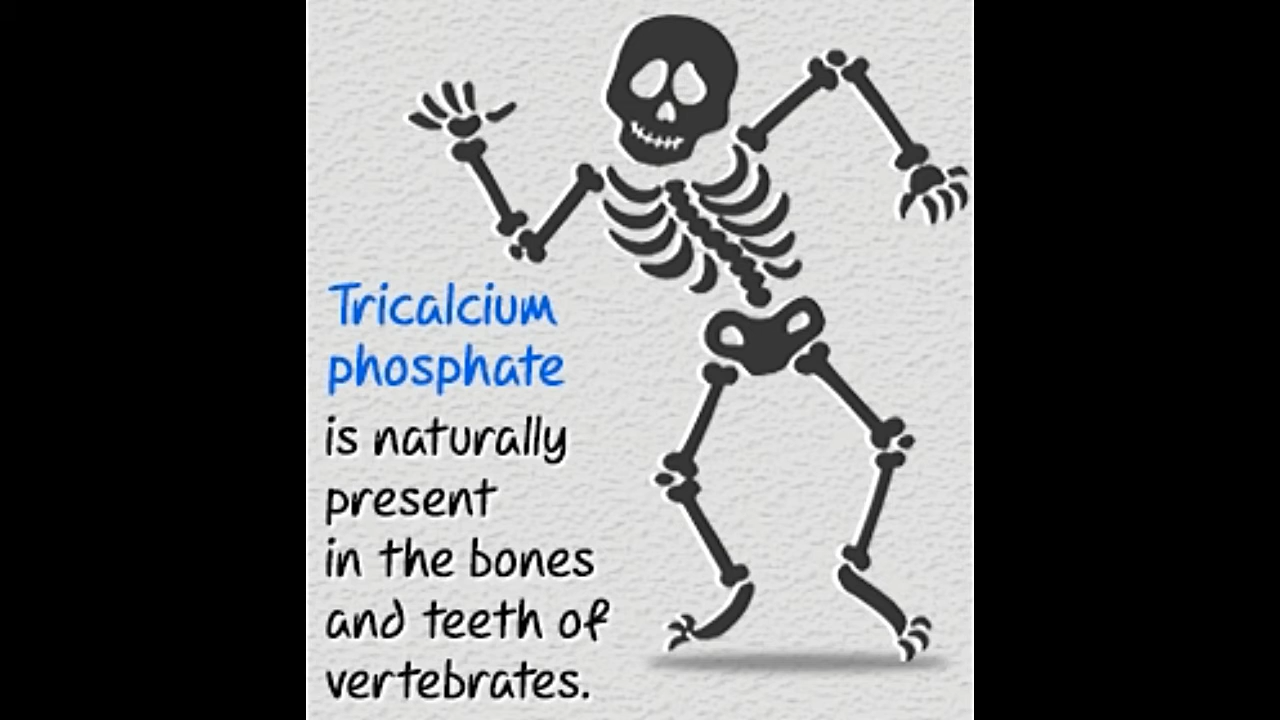 Tricalcium
phosphate
is naturally
present
in the bones
and teeth of
vertebrates.